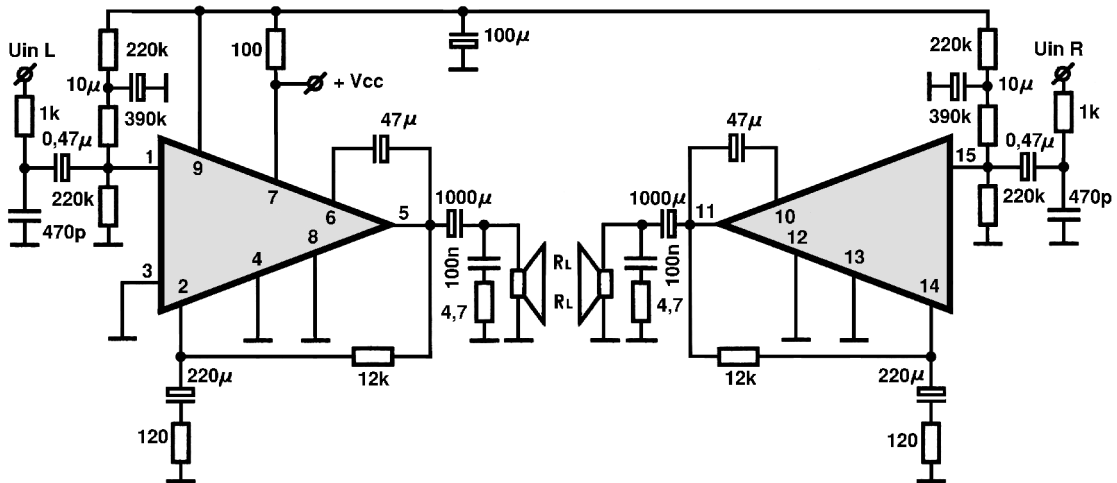 100µ
220k
100
220k
Uin L
Uin R
10µ
+ Vcc
10µ
1k
390k
47µ
47µ
390k
1k
0,47µ
0,47µ
1
9
15
7
220k
1000µ
1000µ
220k
470p
6
5
11
10
470p
8
12
4
100n
RL
100n
13
3
2
4,7
RL
4,7
14
12k
12k
220µ
220µ
120
120